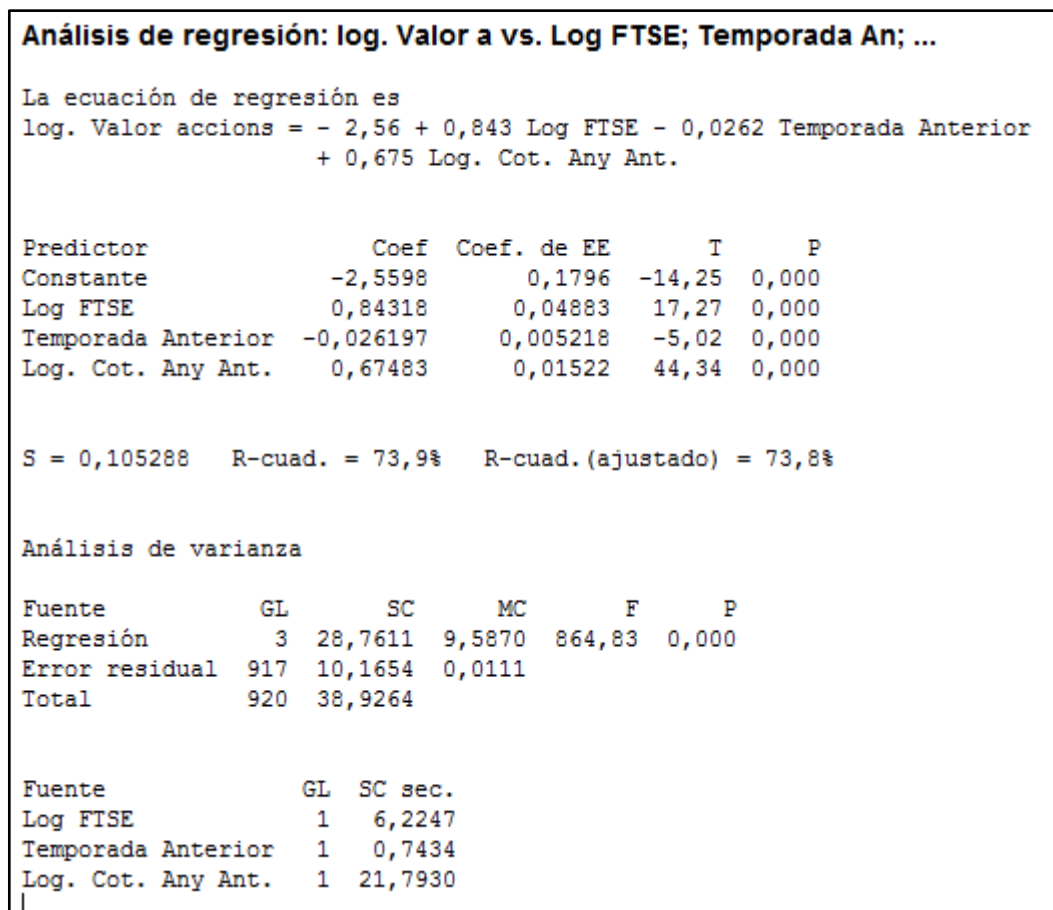 Análisis de regresión: log. Valor a vs. Log FTSE; Temporada An; ...
La ecuación de regresión es
log. Valor accions = - 2,56 + 0,843 Log FTSE - 0,0262 Temporada Anterior
+ 0,675 Log. Cot. Any Ant.
Predictor Coef Coef. de EE T P
Constante -2,5598 0,1796 -14,25 0,000
Log FTSE 0,84318 0,04883 17,27 0,000
Temporada Anterior -0,026197 0,005218 -5,02 0,000
Log. Cot. Any Ant. 0,67483 0,01522 44,34 0,000
S = 0,105288 R-cuad. = 73,9% R-cuad.(ajustado) = 73,8%
Análisis de varianza
Fuente GL SC MC F P
Regresión 3 28,7611 9,5870 864,83 0,000
Error residual 917 10,1654 0,0111
Total 920 38,9264
Fuente GL SC sec.
Log FTSE 1 6,2247
Temporada Anterior 1 0,7434
Log. Cot. Any Ant. 1 21,7930